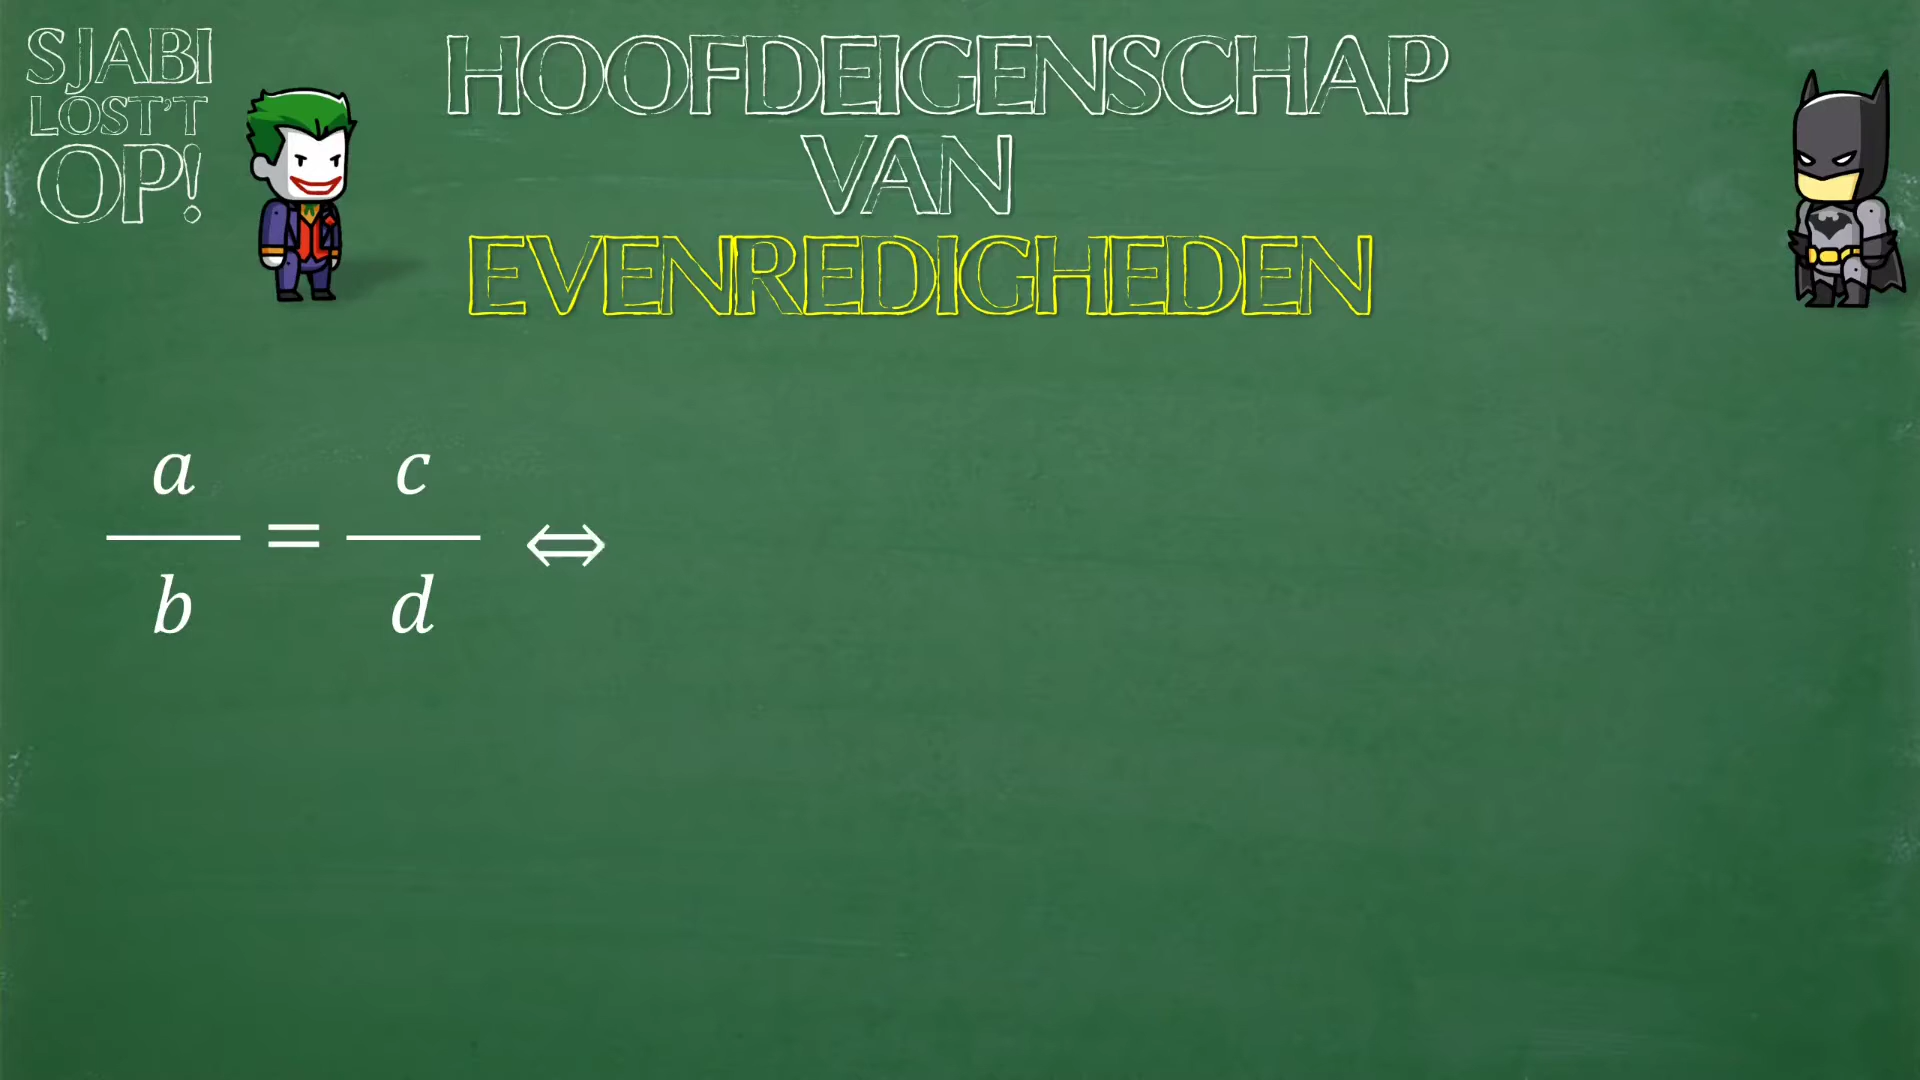 SJABI
LOST'T
OP!
HOOFDEIGENSCHAP
VAN
EVENREDIGHEDEN
a/b = c/d ⇔